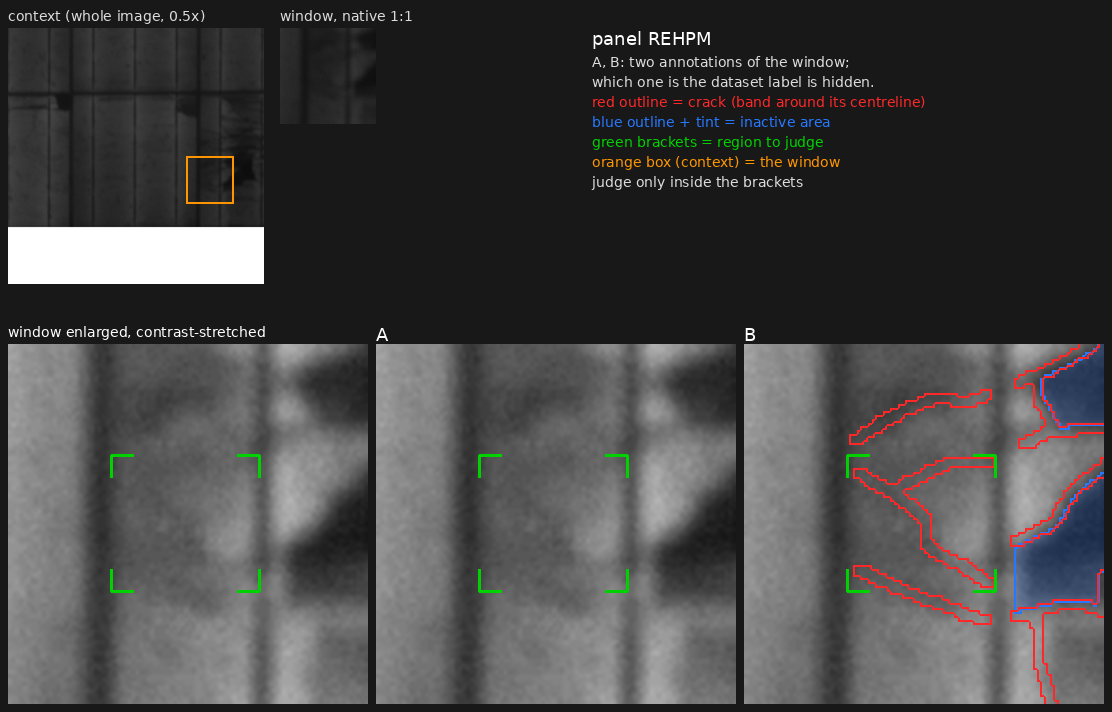 context (whole image, 0.5x)
window, native 1:1
panel REHPM
A, B: two annotations of the window;
which one is the dataset label is hidden.
red outline = crack (band around its centreline)
blue outline + tint = inactive area
green brackets = region to judge
orange box (context) = the window
judge only inside the brackets
window enlarged, contrast-stretched
A
B